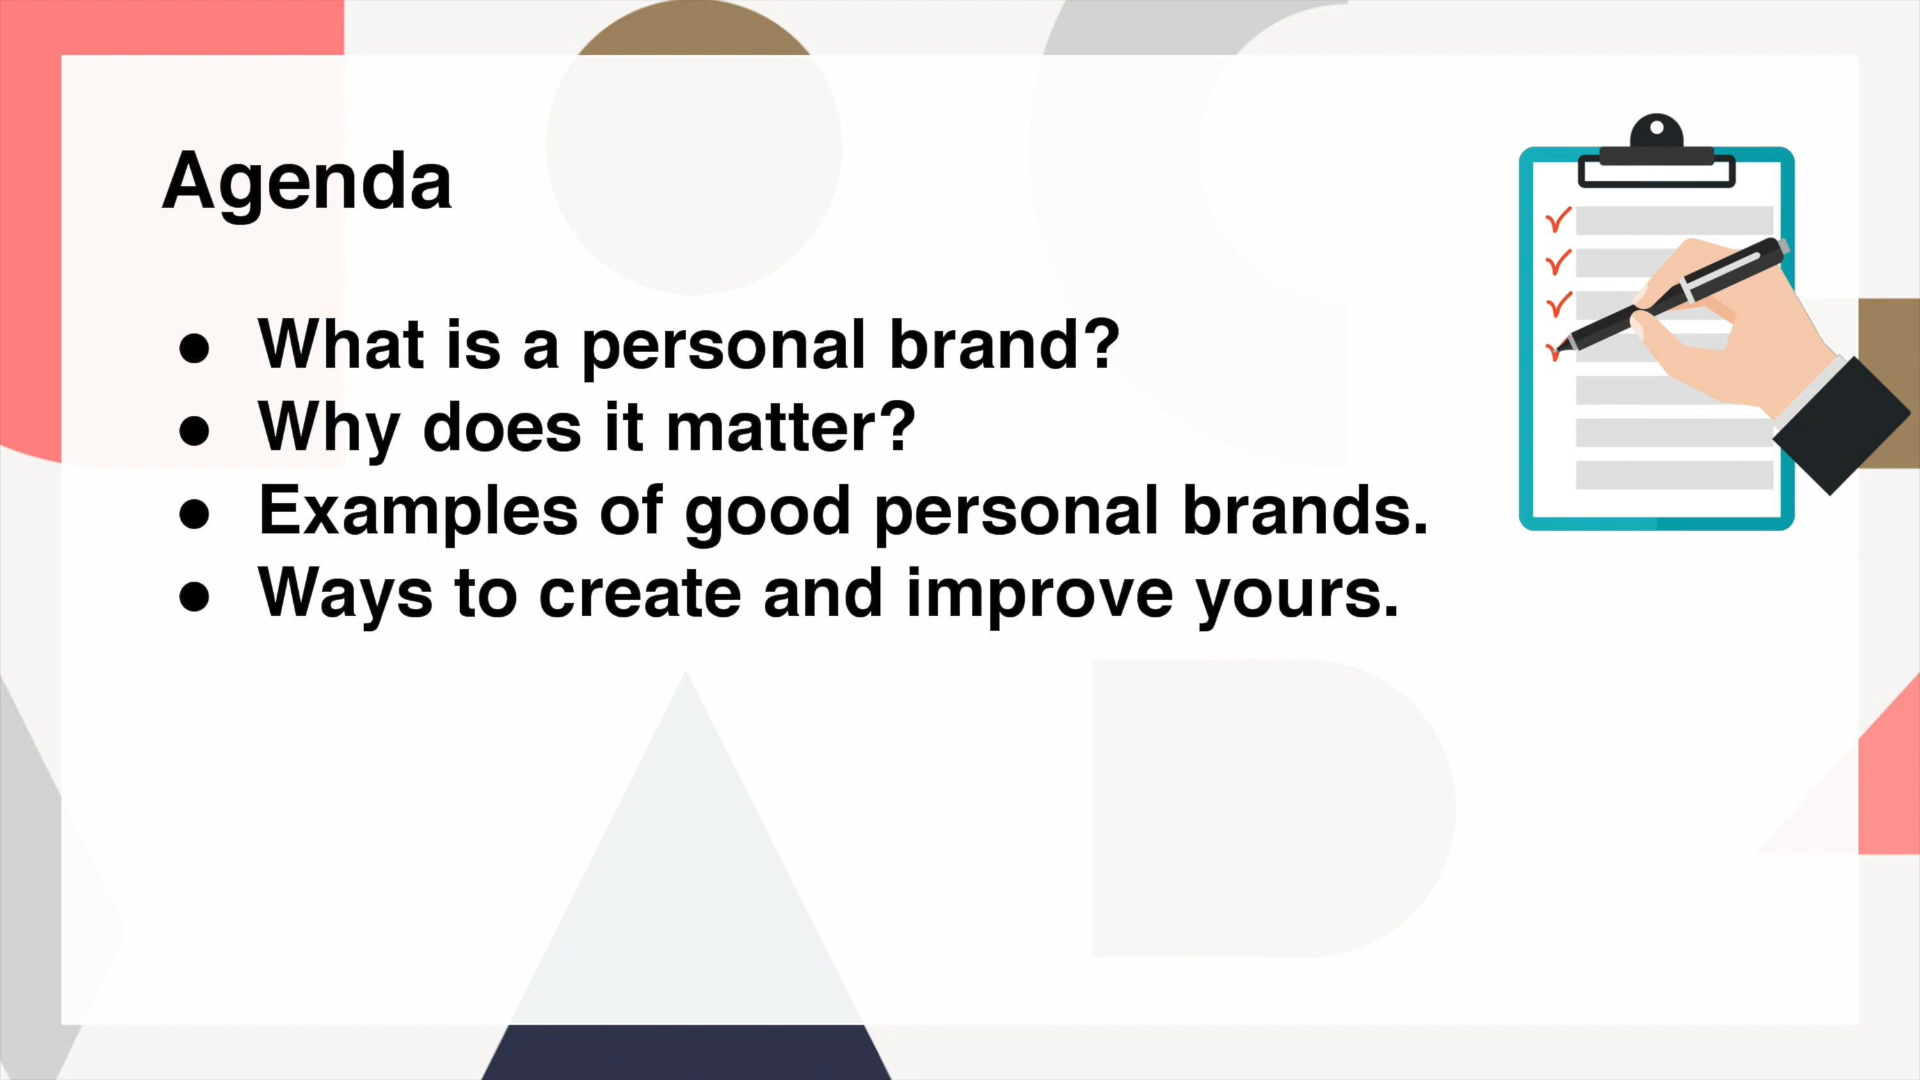 Agenda
● What is a personal brand?
● Why does it matter?
● Examples of good personal brands.
● Ways to create and improve yours.